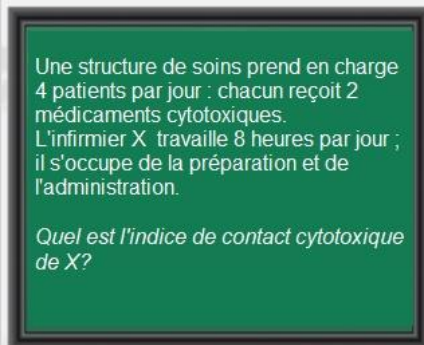 Une structure de soins prend en charge
4 patients par jour : chacun reçoit 2
médicaments cytotoxiques.
L'infirmier X travaille 8 heures par jour ;
il s'occupe de la préparation et de
l'administration.
Quel est l'indice de contact cytotoxique
de X?